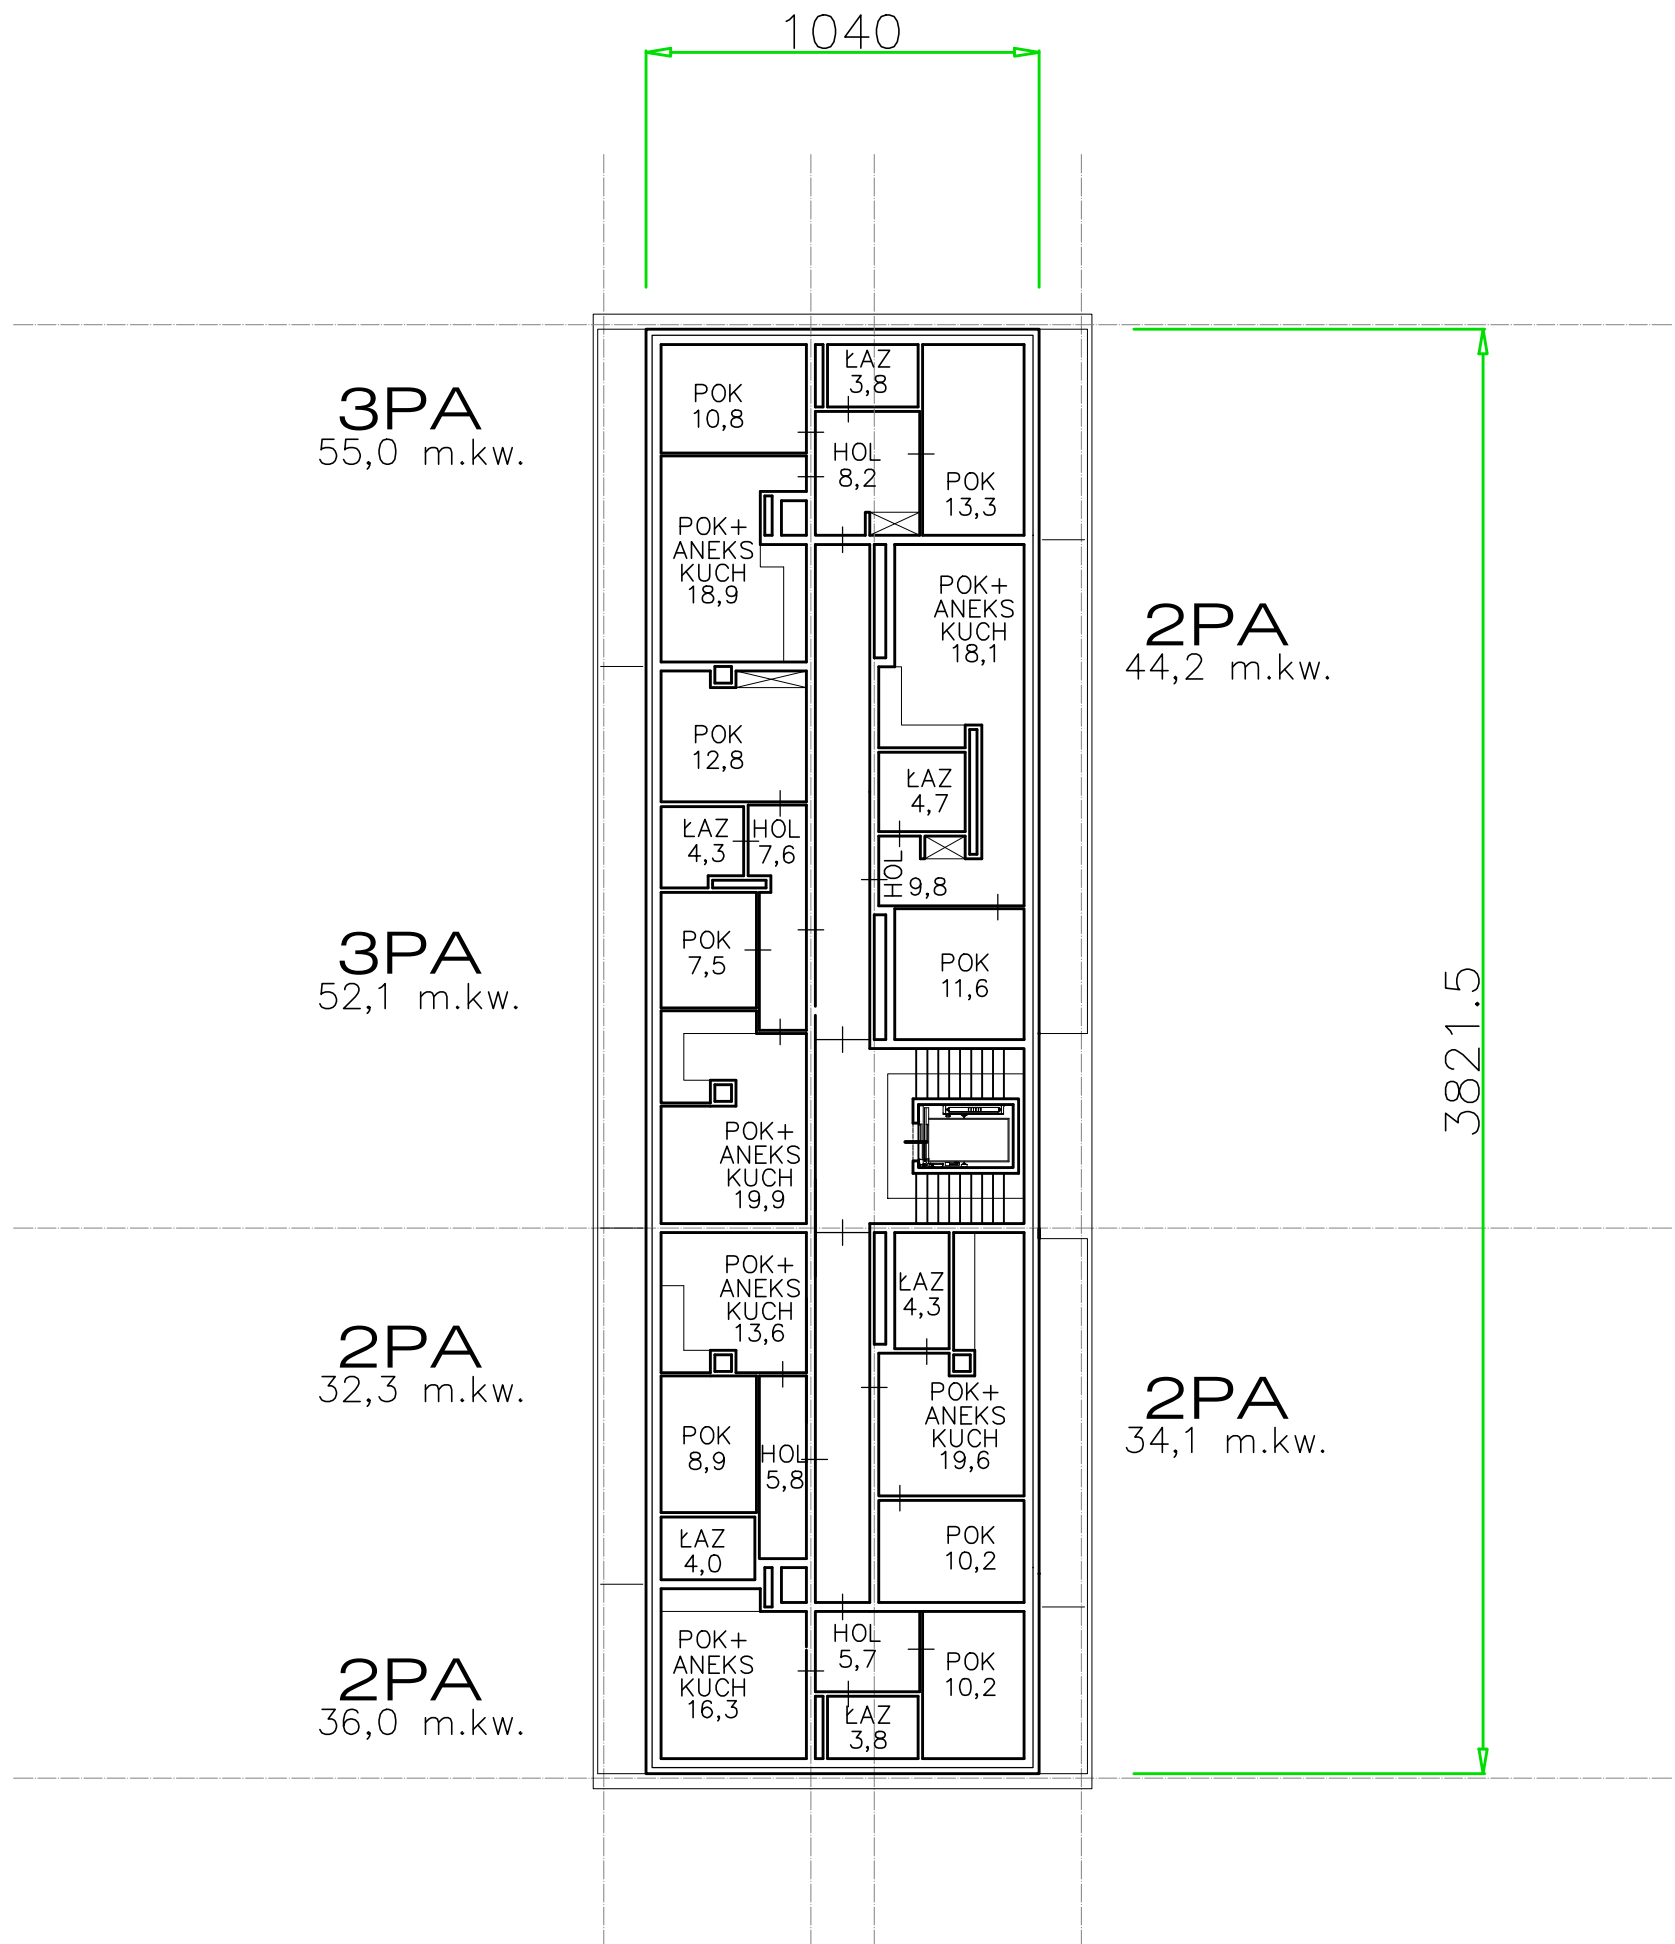 1040
3PA
55,0 m.kw.
POK
10,8
ŁAZ
3,8
HOL
8,2
POK
13,3
POK+
ANEKS
KUCH
18,9
POK+
ANEKS
KUCH
18,1
2PA
44,2 m.kw.
POK
12,8
ŁAZ
4,7
ŁAZ
4,3
HOL
7,6
HOL
9,8
3PA
52,1 m.kw.
POK
7,5
POK
11,6
3821.5
POK+
ANEKS
KUCH
19,9
POK+
ANEKS
KUCH
13,6
ŁAZ
4,3
2PA
32,3 m.kw.
POK+
ANEKS
KUCH
19,6
2PA
34,1 m.kw.
POK
8,9
HOL
5,8
ŁAZ
4,0
POK
10,2
2PA
36,0 m.kw.
POK+
ANEKS
KUCH
16,3
HOL
5,7
POK
10,2
ŁAZ
3,8